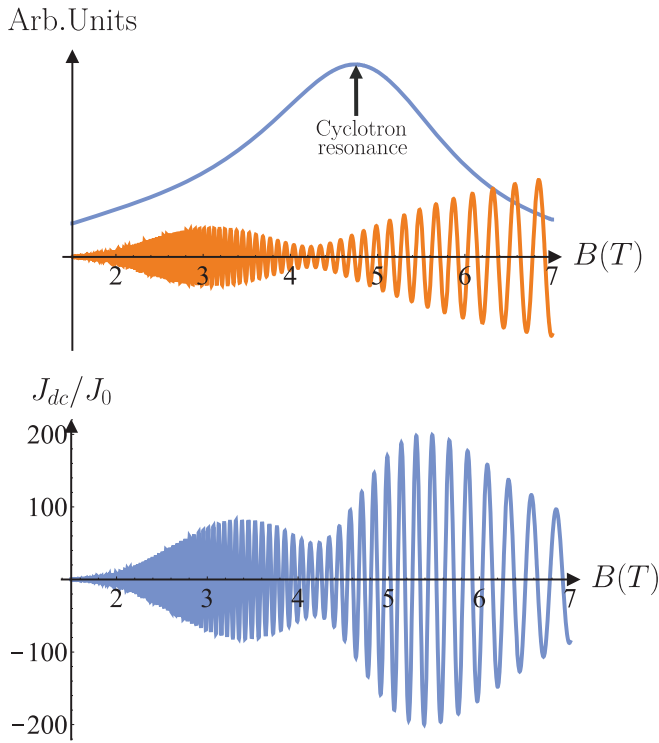 Arb.Units
Cyclotron
resonance
2 3 4 5 6 7 B(T)
J_{dc}/J_0
200
100
2 3 4 5 6 7 B(T)
-100
-200